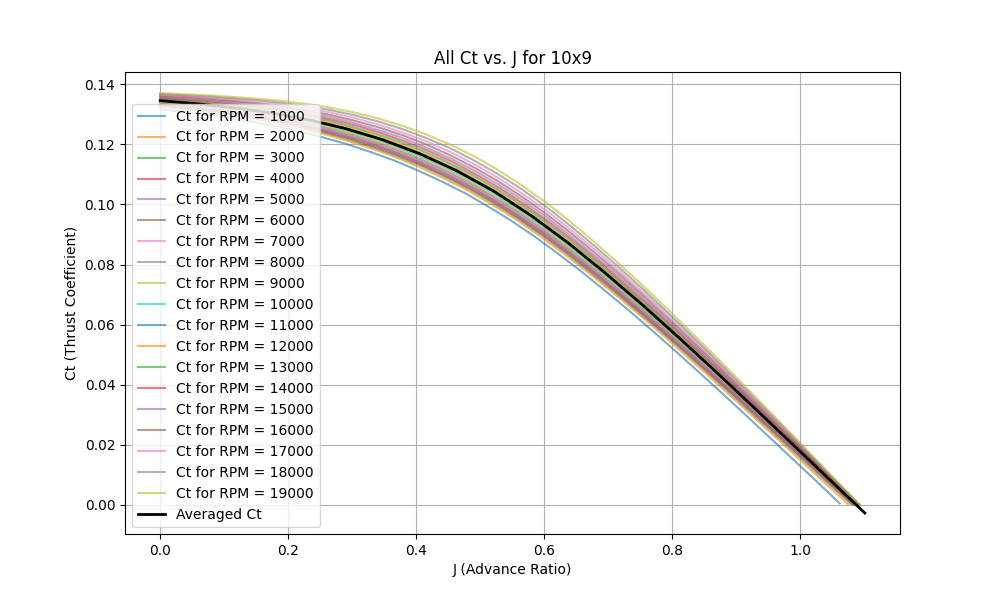 All Ct vs. J for 10x9
Ct (Thrust Coefficient)
0.14
0.12
0.10
0.08
0.06
0.04
0.02
0.00
Ct for RPM = 1000
Ct for RPM = 2000
Ct for RPM = 3000
Ct for RPM = 4000
Ct for RPM = 5000
Ct for RPM = 6000
Ct for RPM = 7000
Ct for RPM = 8000
Ct for RPM = 9000
Ct for RPM = 10000
Ct for RPM = 11000
Ct for RPM = 12000
Ct for RPM = 13000
Ct for RPM = 14000
Ct for RPM = 15000
Ct for RPM = 16000
Ct for RPM = 17000
Ct for RPM = 18000
Ct for RPM = 19000
Averaged Ct
0.0 0.2 0.4 0.6 0.8 1.0
J (Advance Ratio)